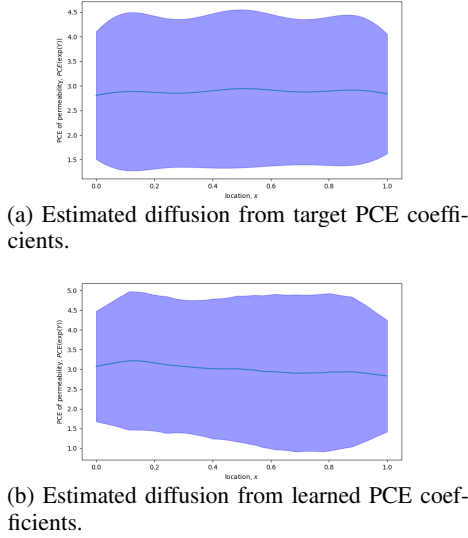 4.5
4.0
3.5
3.0
2.5
2.0
1.5
PCE of permeability, PCE(exp(Y))
0.0 0.2 0.4 0.6 0.8 1.0
location, x
(a) Estimated diffusion from target PCE coeffi-
cients.
5.0
4.5
4.0
3.5
3.0
2.5
2.0
1.5
1.0
PCE of permeability, PCE(exp(Y))
0.0 0.2 0.4 0.6 0.8 1.0
location, x
(b) Estimated diffusion from learned PCE coef-
ficients.